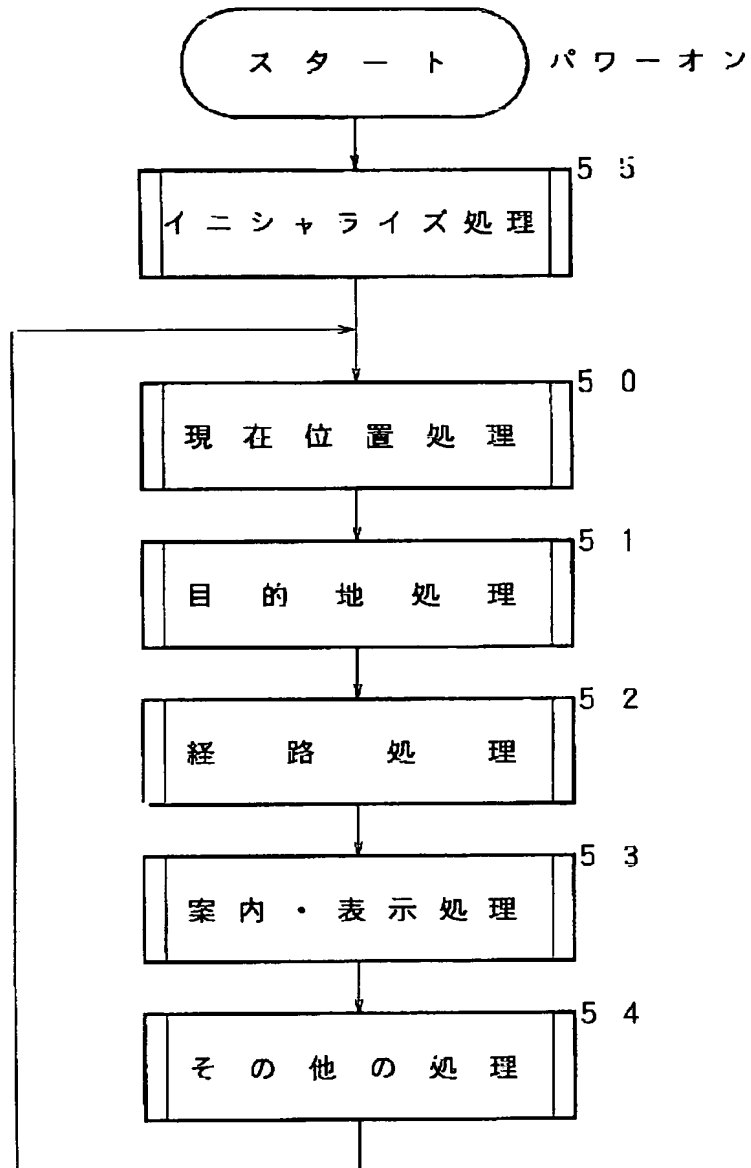 スタート パワーオン
55
イニシャライズ処理
50
現在位置処理
51
目的地処理
52
経路処理
53
案内・表示処理
54
その他の処理